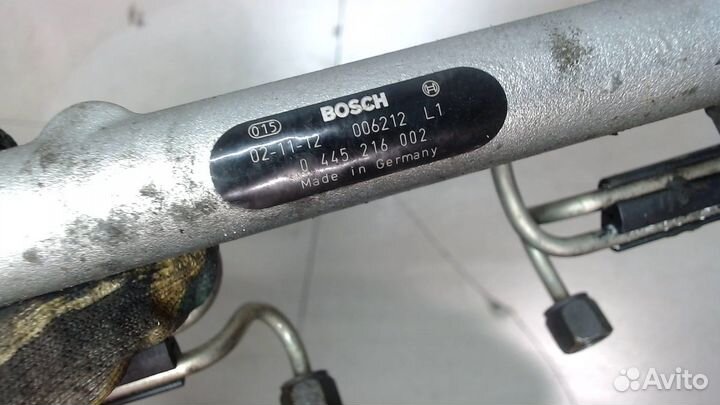 015 BOSCH
02-11-12 006212 L1
0 445 216 002
Made in Germany
Avito